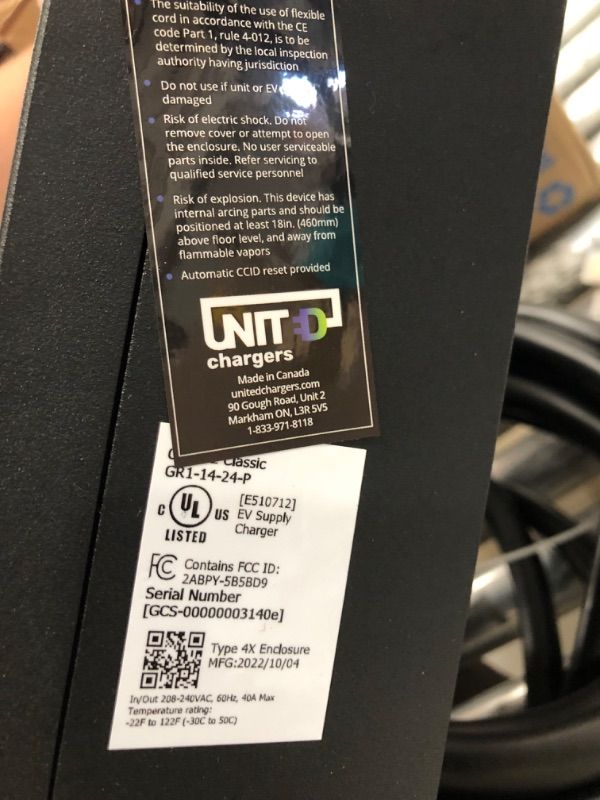 The suitability of the use of flexible
cord in accordance with the CE
code Part 1, rule 4-012, is to be
determined by the local inspection
authority having jurisdiction
• Do not use if unit or EV
damaged
• Risk of electric shock. Do not
remove cover or attempt to open
the enclosure. No user serviceable
parts inside. Refer servicing to
qualified service personnel
• Risk of explosion. This device has
internal arcing parts and should be
positioned at least 18in. (460mm)
above floor level, and away from
flammable vapors
• Automatic CCID reset provided
UNITED
chargers
Made in Canada
unitedchargers.com
90 Gough Road, Unit 2
Markham ON, L3R 5V5
1-833-971-8118
Classic
GR1-14-24-P
C UL US
LISTED
[E510712]
EV Supply
Charger
FC Contains FCC ID:
2ABPY-5B5BD9
Serial Number
[GCS-00000003140e]
Type 4X Enclosure
MFG:2022/10/04
In/Out 208-240VAC, 60Hz, 40A Max
Temperature rating:
-22F to 122F (-30C to 50C)